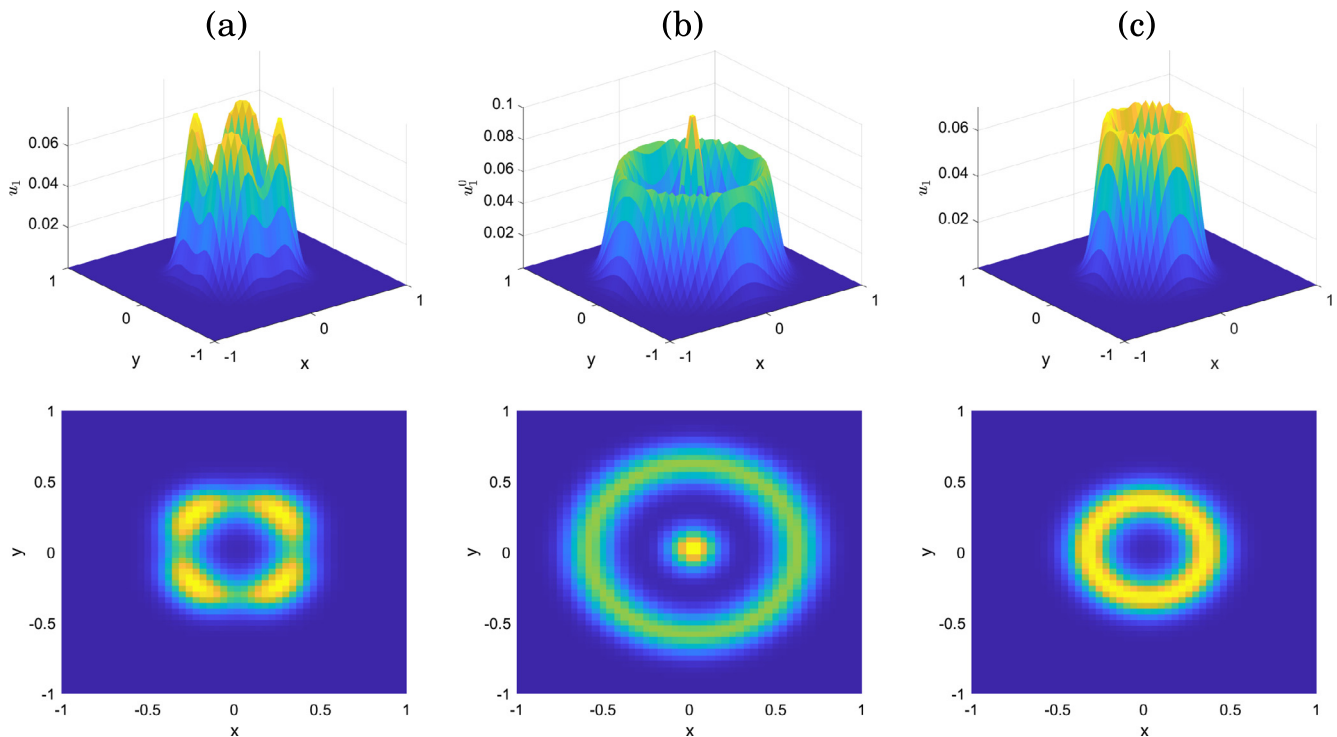 (a) (b) (c)
u₁ 0.06 0.04 0.02
1 0 -1 y
-1 0 1 x
u₁⁰ 0.1 0.08 0.06 0.04 0.02
1 0 -1 y
-1 0 1 x
u₁ 0.06 0.04 0.02
1 0 -1 y
-1 0 1 x
1 0.5 0 -0.5 -1 y
-1 -0.5 0 0.5 1
x
1 0.5 0 -0.5 -1 y
-1 -0.5 0 0.5 1
x
1 0.5 0 -0.5 -1 y
-1 -0.5 0 0.5 1
x